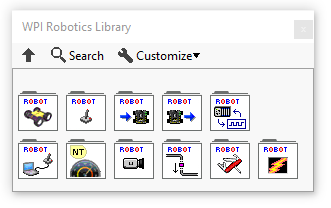 WPI Robotics Library
x
Search Customize
ROBOT ROBOT ROBOT ROBOT ROBOT
ROBOT NT ROBOT ROBOT ROBOT ROBOT